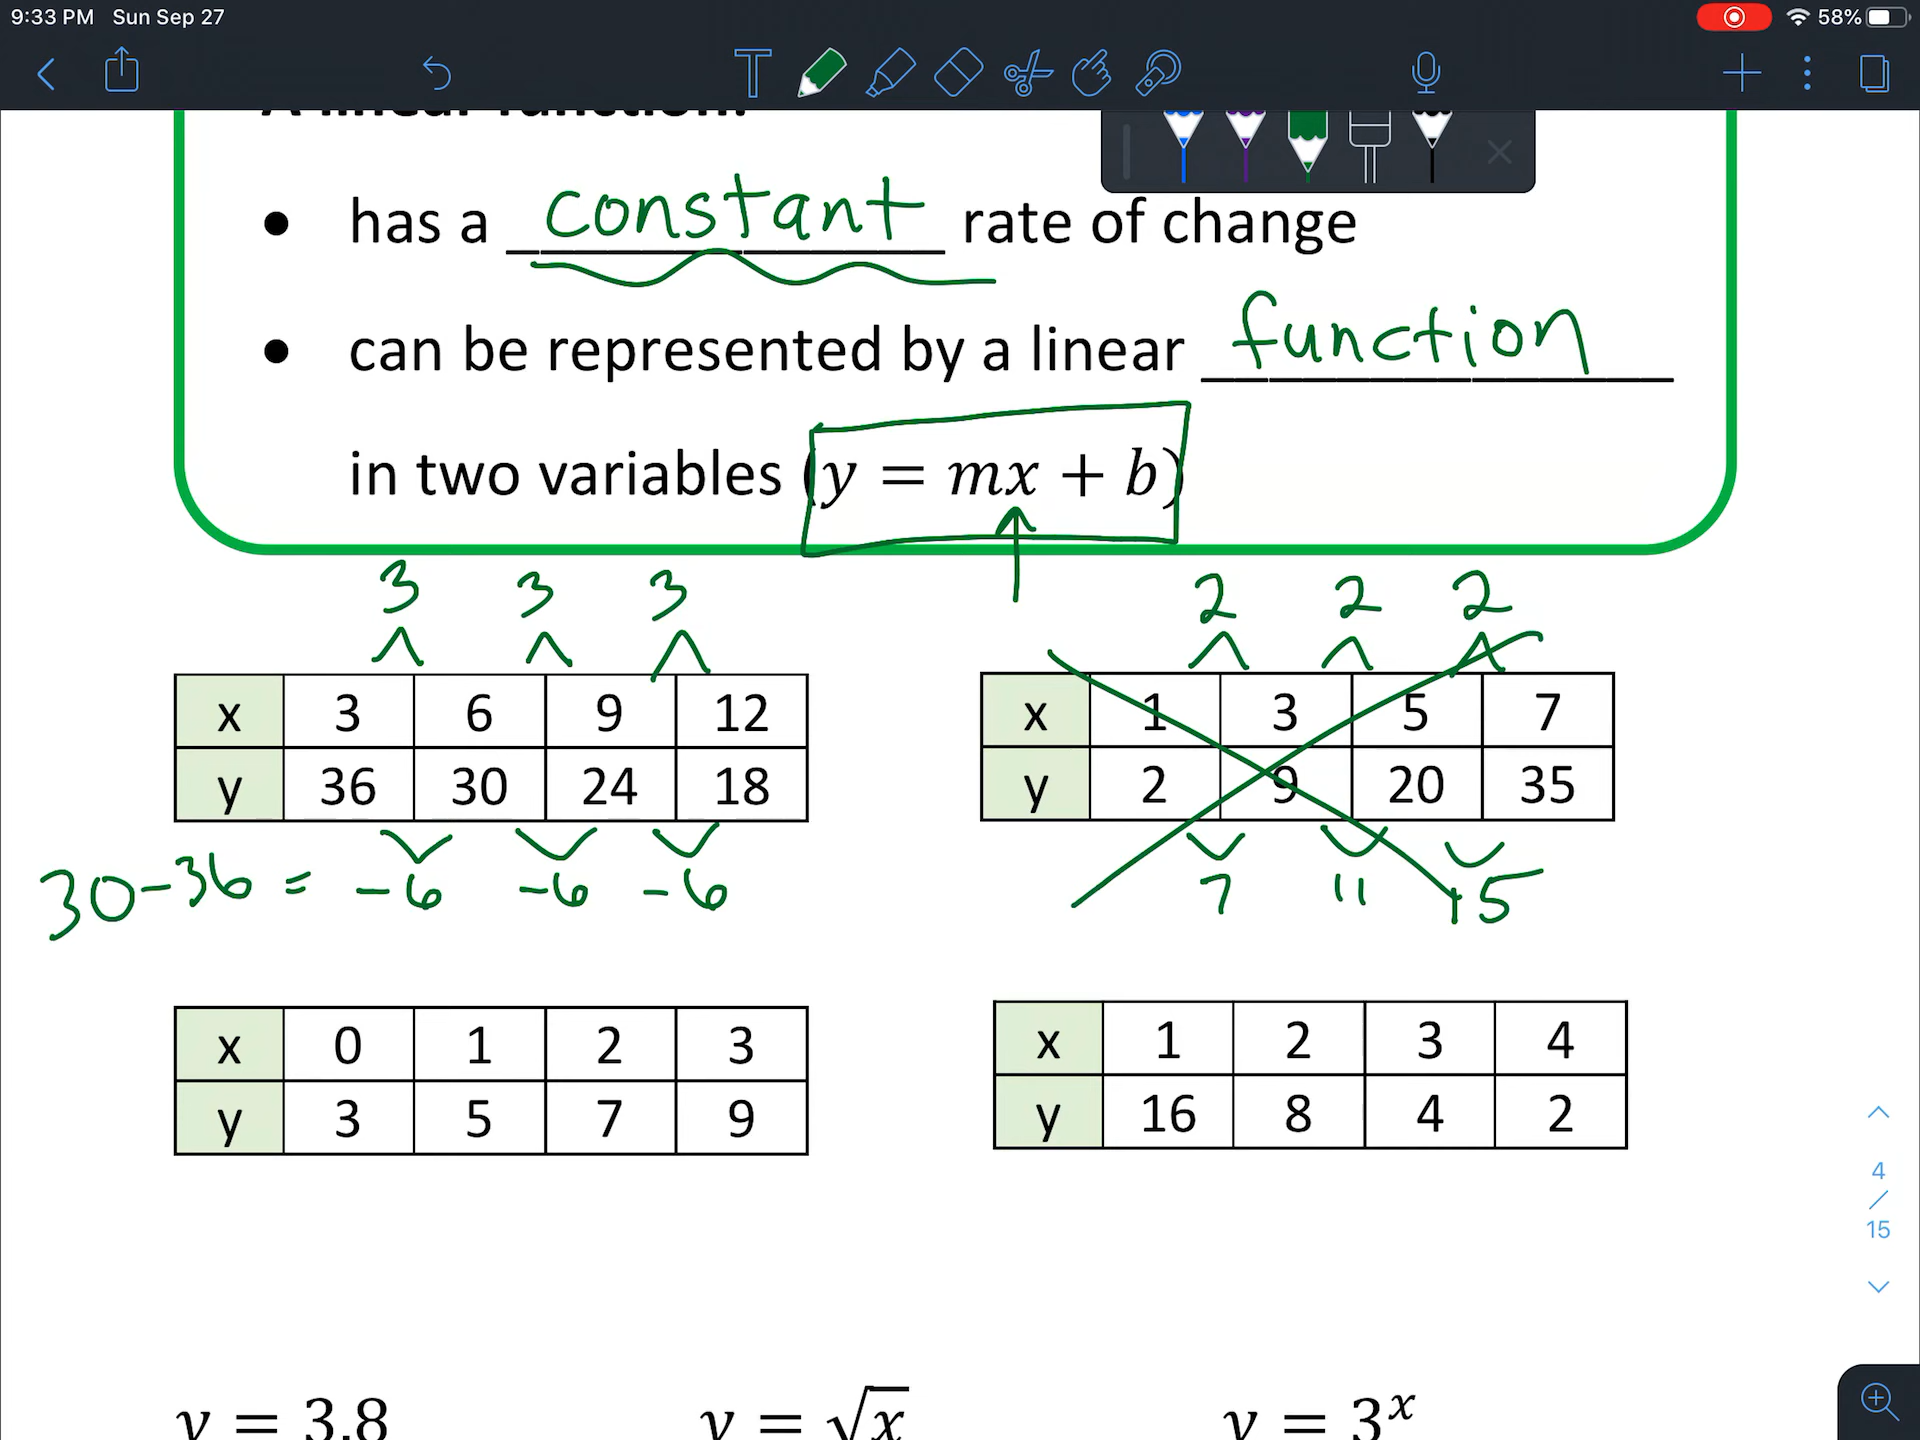 9:33 PM Sun Sep 27 58%
T
A linear function:
• has a constant rate of change
• can be represented by a linear function
in two variables (y = mx + b)
3 3 3
x 3 6 9 12
y 36 30 24 18
30-36 = -6 -6 -6
2 2 2
x 1 3 5 7
y 2 9 20 35
7 11 15
x 0 1 2 3
y 3 5 7 9
x 1 2 3 4
y 16 8 4 2
4
/
15
y = 3.8 y = √x y = 3ˣ